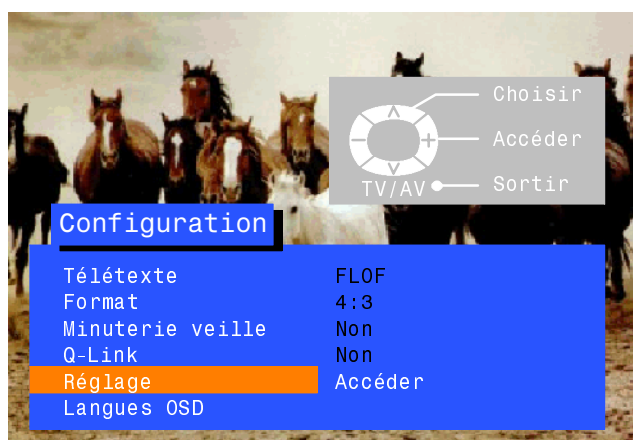 Choisir
Accéder
TV/AV Sortir
Configuration
Télétexte FLOF
Format 4:3
Minuterie veille Non
Q-Link Non
Réglage Accéder
Langues OSD